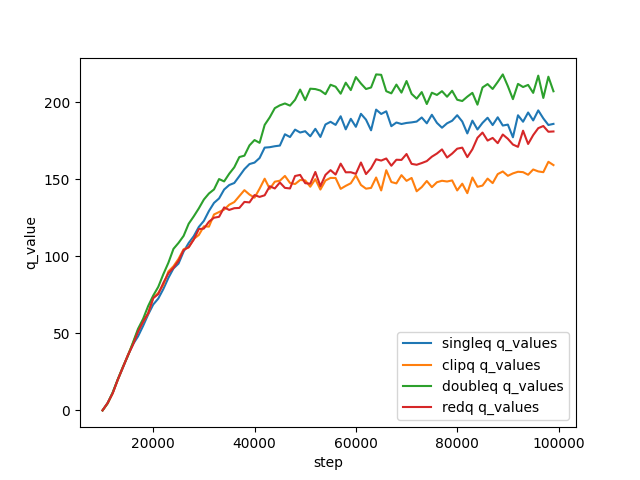 200
150
100
50
0
q_value
20000 40000 60000 80000 100000
step
singleq q_values
clipq q_values
doubleq q_values
redq q_values